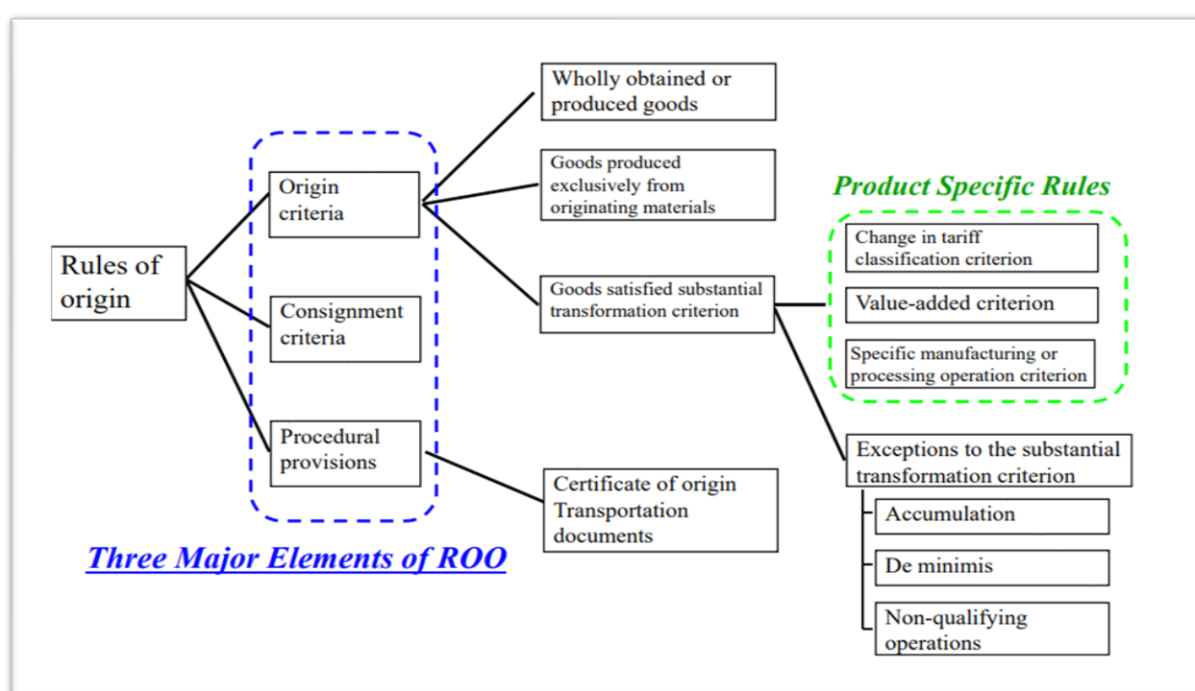 Rules of
origin
Origin
criteria
Consignment
criteria
Procedural
provisions
Three Major Elements of ROO
Wholly obtained or
produced goods
Goods produced
exclusively from
originating materials
Goods satisfied substantial
transformation criterion
Certificate of origin
Transportation
documents
Product Specific Rules
Change in tariff
classification criterion
Value-added criterion
Specific manufacturing or
processing operation criterion
Exceptions to the substantial
transformation criterion
Accumulation
De minimis
Non-qualifying
operations